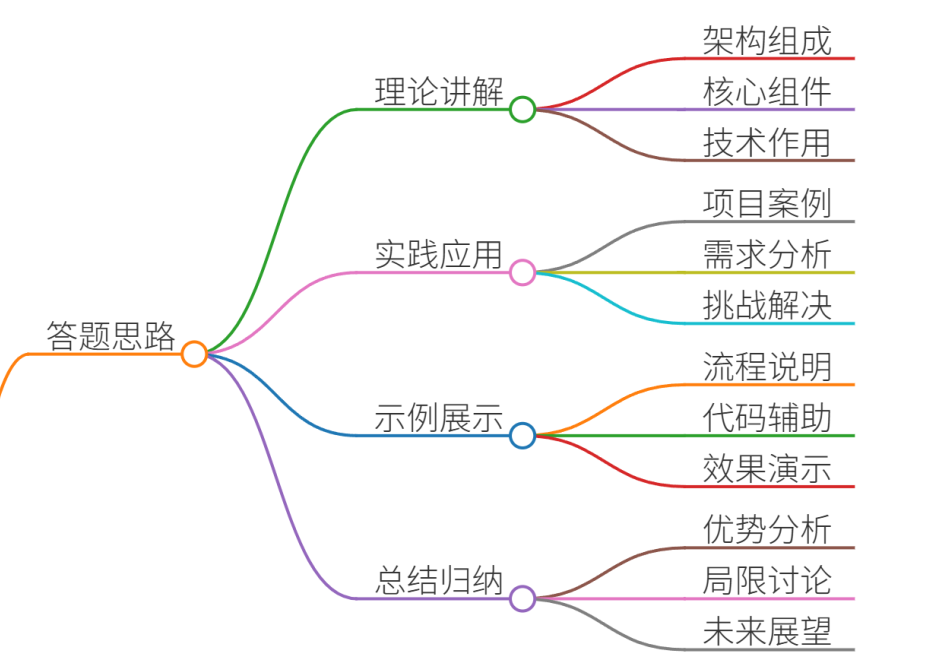 答题思路
理论讲解
架构组成
核心组件
技术作用
实践应用
项目案例
需求分析
挑战解决
示例展示
流程说明
代码辅助
效果演示
总结归纳
优势分析
局限讨论
未来展望